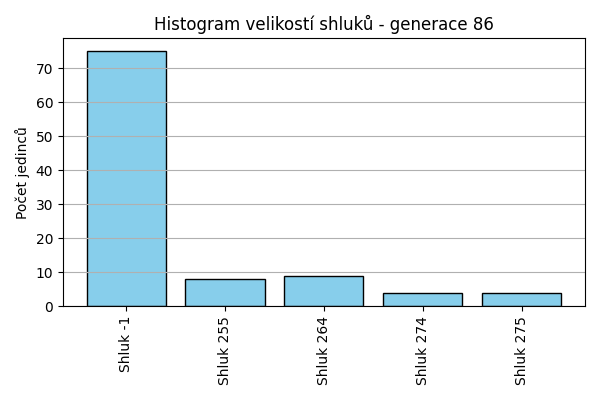 Histogram velikostí shluků - generace 86
Počet jedinců
70
60
50
40
30
20
10
0
Shluk -1
Shluk 255
Shluk 264
Shluk 274
Shluk 275